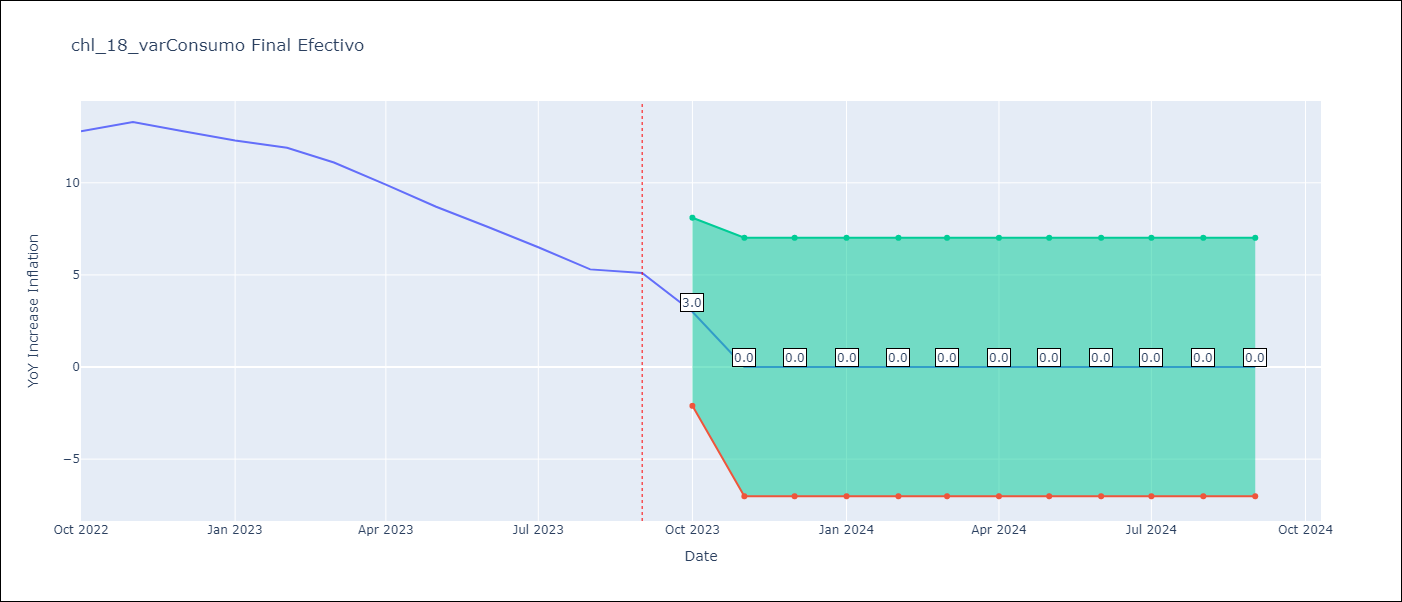 chl_18_varConsumo Final Efectivo
YoY Increase Inflation
10
5
0
−5
3.0
0.0
0.0
0.0
0.0
0.0
0.0
0.0
0.0
0.0
0.0
0.0
Oct 2022
Jan 2023
Apr 2023
Jul 2023
Oct 2023
Jan 2024
Apr 2024
Jul 2024
Oct 2024
Date